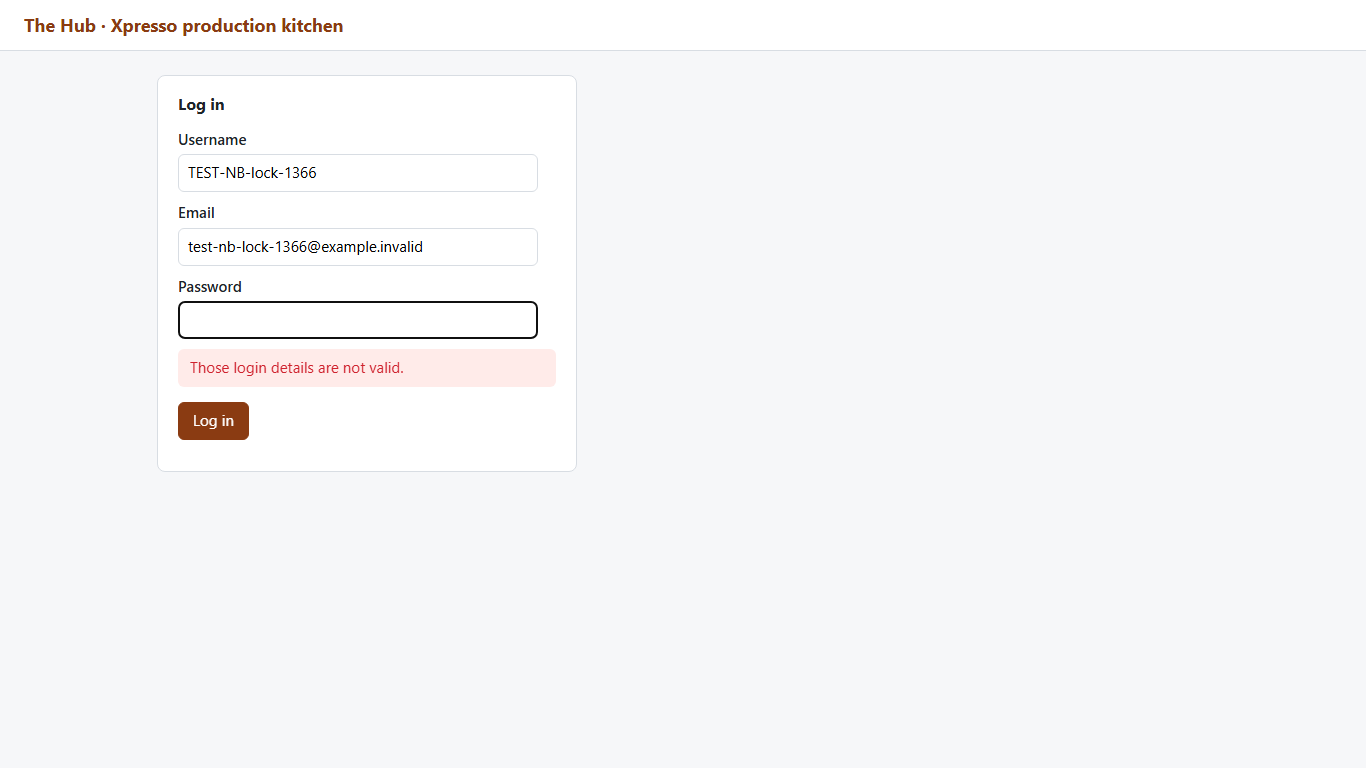 The Hub · Xpresso production kitchen
Log in
Username
TEST-NB-lock-1366
Email
test-nb-lock-1366@example.invalid
Password
Those login details are not valid.
Log in